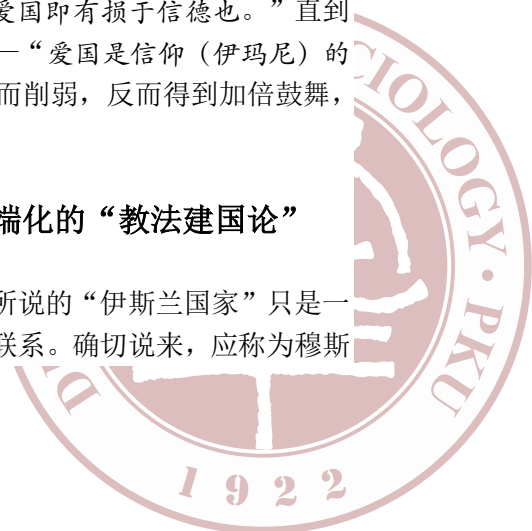 爱国即有损于信德也。”直到
—“爱国是信仰（伊玛尼）的
而削弱，反而得到加倍鼓舞，
端化的“教法建国论”
所说的“伊斯兰国家”只是一
联系。确切说来，应称为穆斯
CIOLOGY · PKU
D
1922